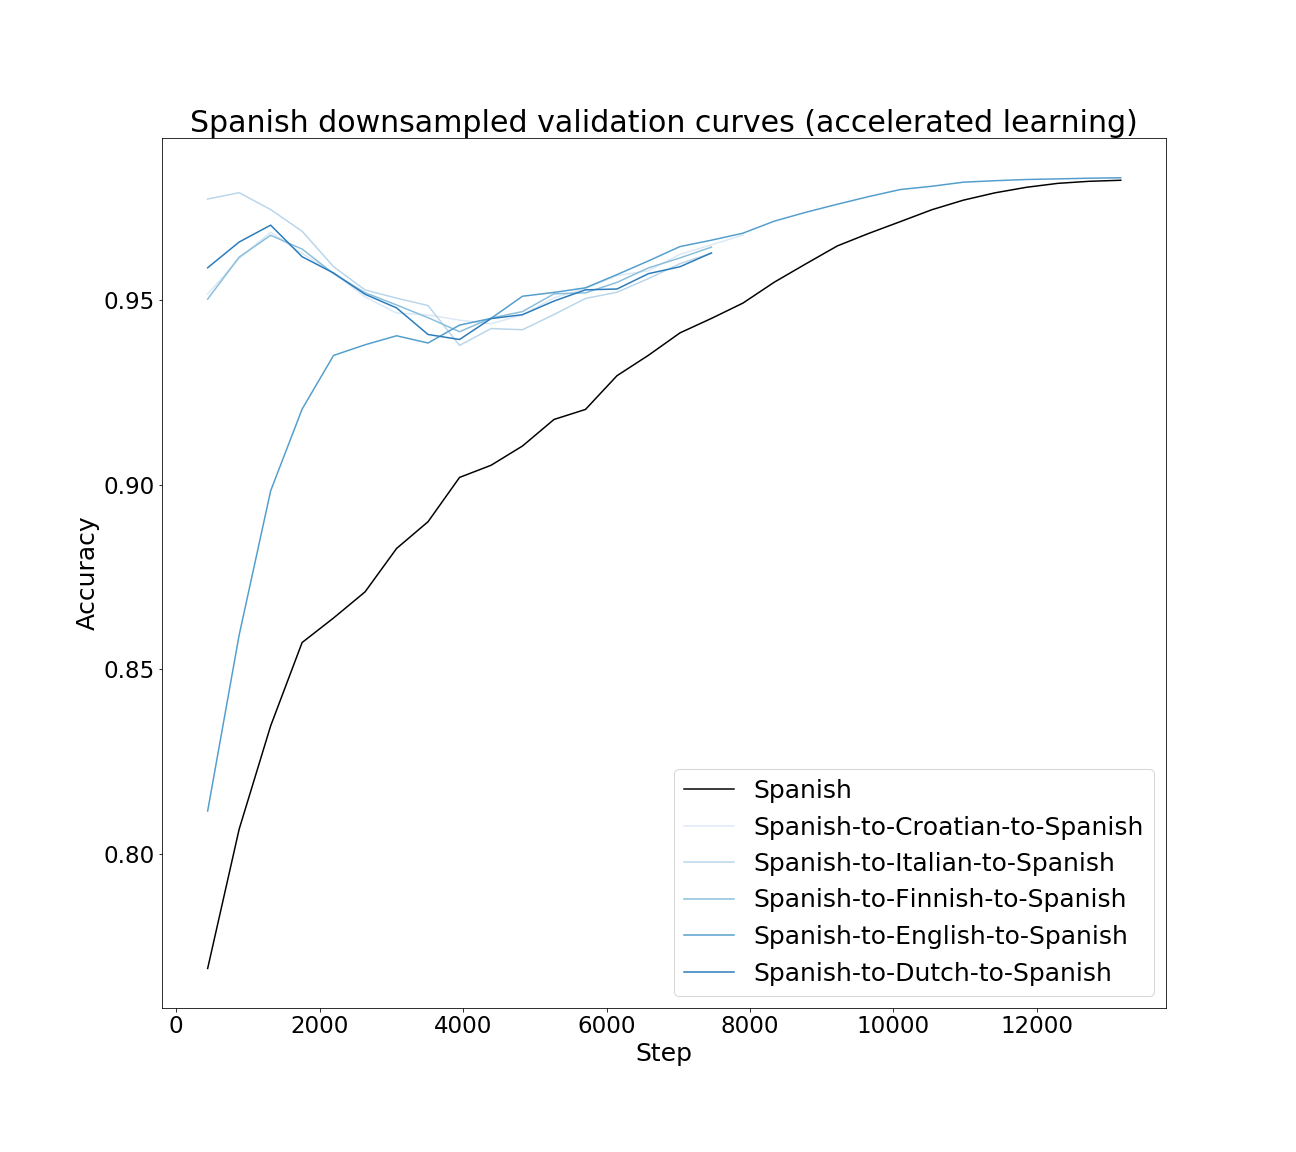 Spanish downsampled validation curves (accelerated learning)
0.95
0.90
0.85
0.80
Accuracy
0
2000
4000
6000
8000
10000
12000
Step
Spanish
Spanish-to-Croatian-to-Spanish
Spanish-to-Italian-to-Spanish
Spanish-to-Finnish-to-Spanish
Spanish-to-English-to-Spanish
Spanish-to-Dutch-to-Spanish